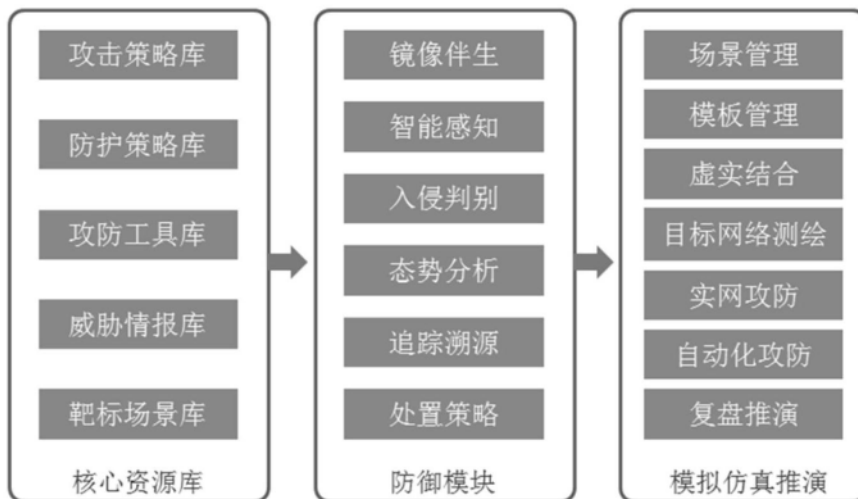 攻击策略库
防护策略库
攻防工具库
威胁情报库
靶标场景库
核心资源库
镜像伴生
智能感知
入侵判别
态势分析
追踪溯源
处置策略
防御模块
场景管理
模板管理
虚实结合
目标网络测绘
实网攻防
自动化攻防
复盘推演
模拟仿真推演